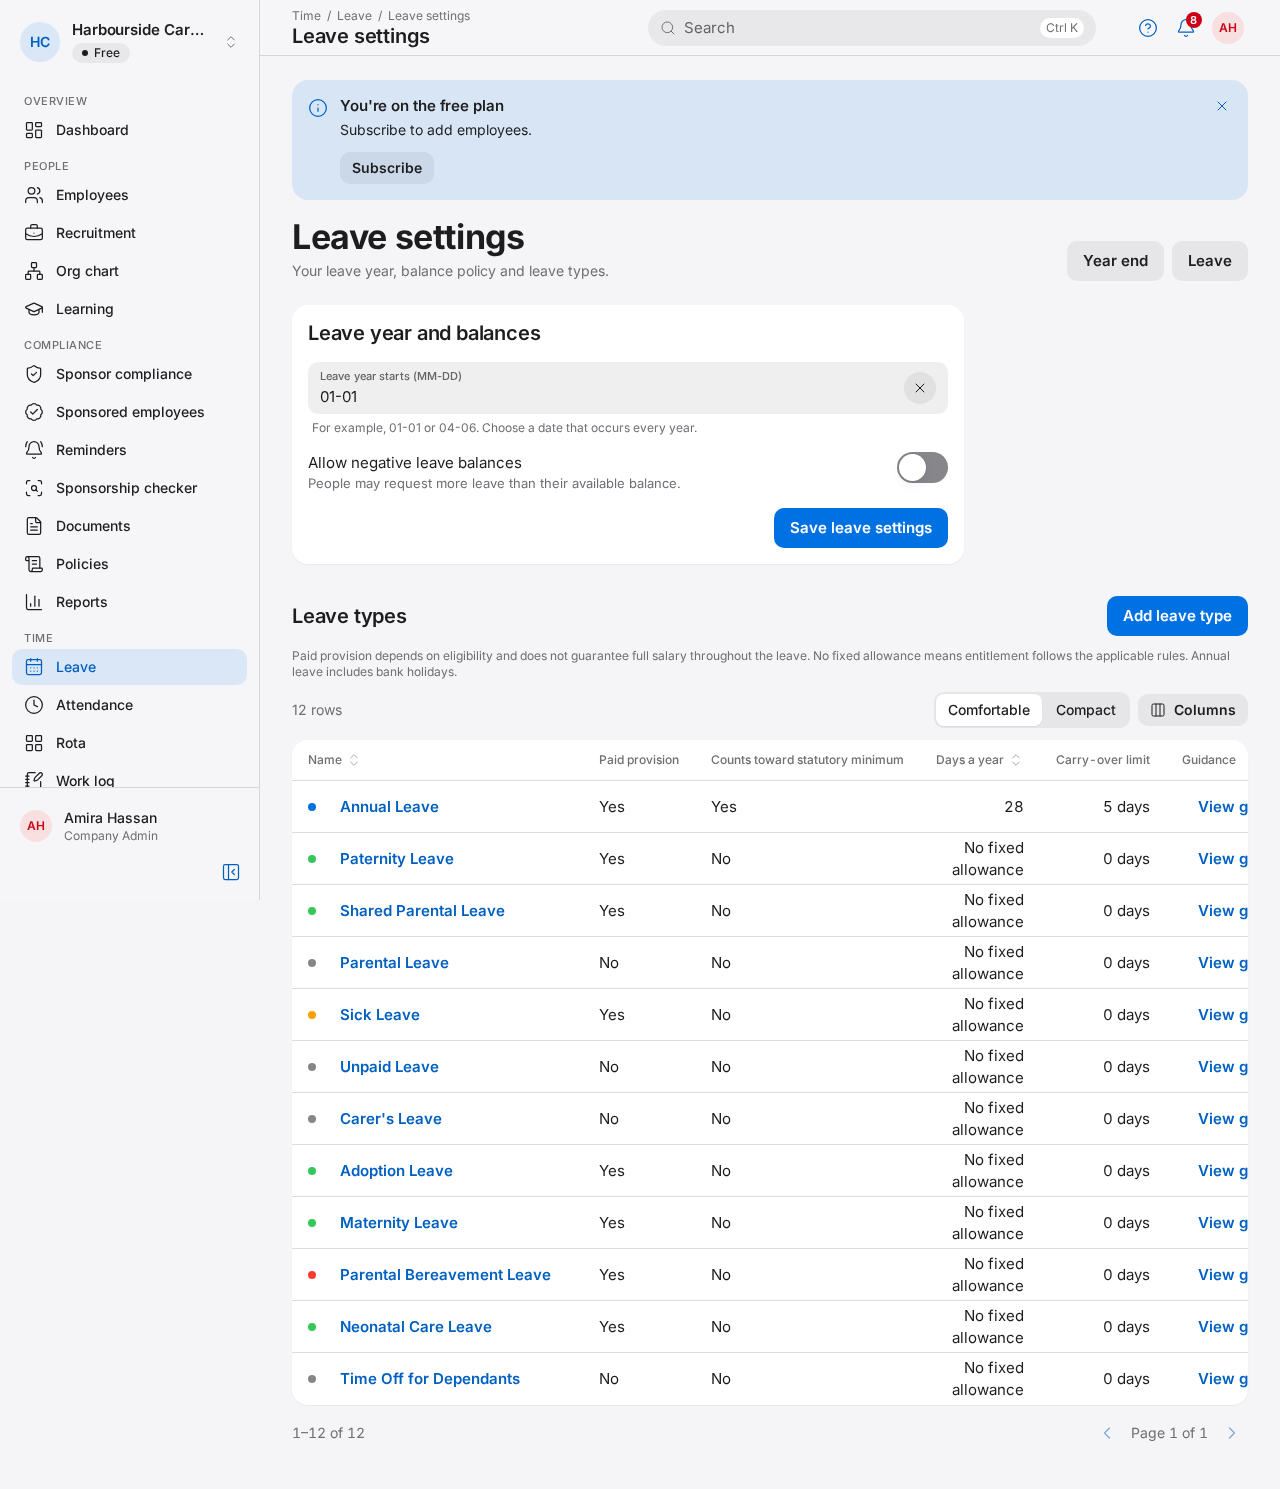 HC
Harbourside Car...
Free
OVERVIEW
Dashboard
PEOPLE
Employees
Recruitment
Org chart
Learning
COMPLIANCE
Sponsor compliance
Sponsored employees
Reminders
Sponsorship checker
Documents
Policies
Reports
TIME
Leave
Attendance
Rota
Work log
AH
Amira Hassan
Company Admin
Time / Leave / Leave settings
Leave settings
Search
Ctrl K
8
AH
You're on the free plan
Subscribe to add employees.
Subscribe
Leave settings
Your leave year, balance policy and leave types.
Year end
Leave
Leave year and balances
Leave year starts (MM-DD)
01-01
For example, 01-01 or 04-06. Choose a date that occurs every year.
Allow negative leave balances
People may request more leave than their available balance.
Save leave settings
Leave types
Add leave type
Paid provision depends on eligibility and does not guarantee full salary throughout the leave. No fixed allowance means entitlement follows the applicable rules. Annual
leave includes bank holidays.
12 rows
Comfortable
Compact
Columns
Name Paid provision Counts toward statutory minimum Days a year Carry-over limit Guidance
Annual Leave Yes Yes 28 5 days View g
Paternity Leave Yes No No fixed allowance 0 days View g
Shared Parental Leave Yes No No fixed allowance 0 days View g
Parental Leave No No No fixed allowance 0 days View g
Sick Leave Yes No No fixed allowance 0 days View g
Unpaid Leave No No No fixed allowance 0 days View g
Carer's Leave No No No fixed allowance 0 days View g
Adoption Leave Yes No No fixed allowance 0 days View g
Maternity Leave Yes No No fixed allowance 0 days View g
Parental Bereavement Leave Yes No No fixed allowance 0 days View g
Neonatal Care Leave Yes No No fixed allowance 0 days View g
Time Off for Dependants No No No fixed allowance 0 days View g
1–12 of 12
Page 1 of 1